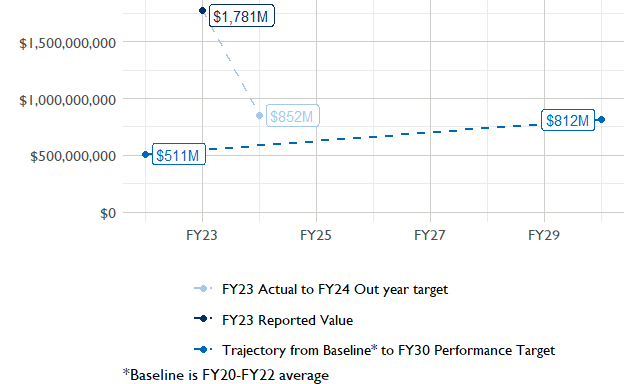 $1,781M
$1,500,000,000
$1,000,000,000
$852M
$812M
$500,000,000
$511M
$0
FY23 FY25 FY27 FY29
FY23 Actual to FY24 Out year target
FY23 Reported Value
Trajectory from Baseline* to FY30 Performance Target
*Baseline is FY20-FY22 average